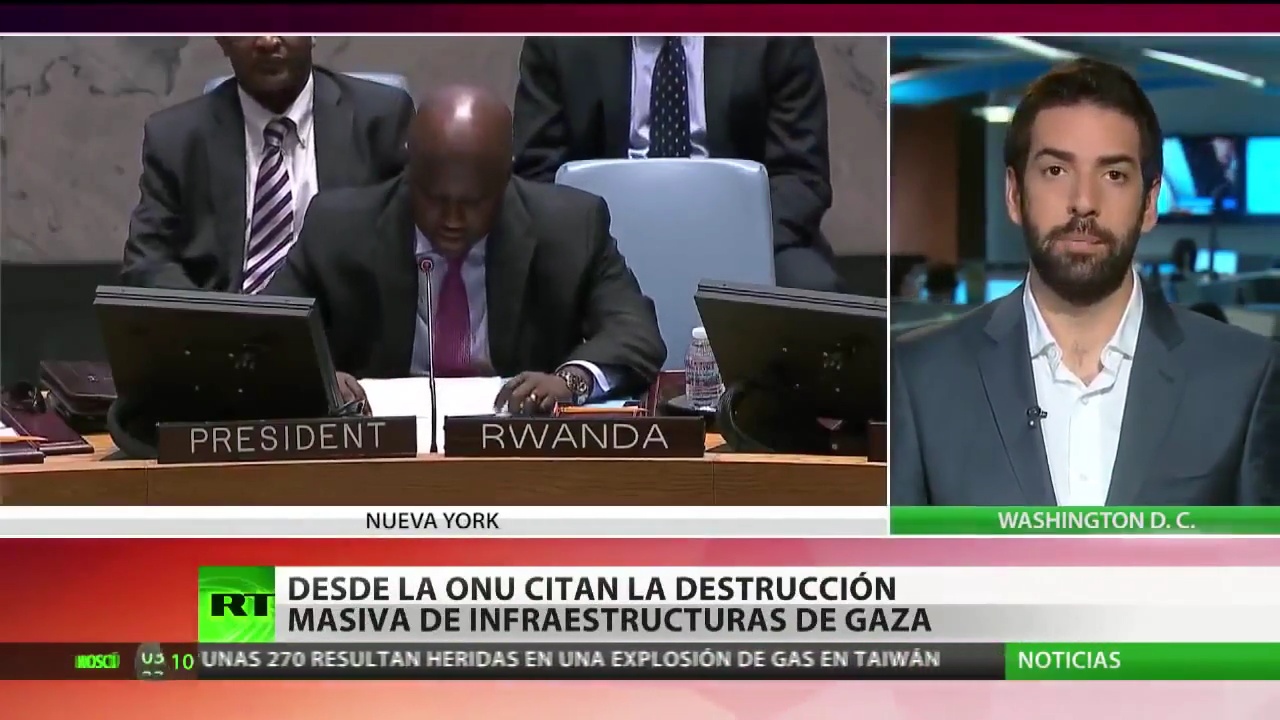 PRESIDENT
RWANDA
NUEVA YORK
WASHINGTON D. C.
RT
DESDE LA ONU CITAN LA DESTRUCCIÓN
MASIVA DE INFRAESTRUCTURAS DE GAZA
MOSCÚ
10
UNAS 270 RESULTAN HERIDAS EN UNA EXPLOSIÓN DE GAS EN TAIWÁN
NOTICIAS